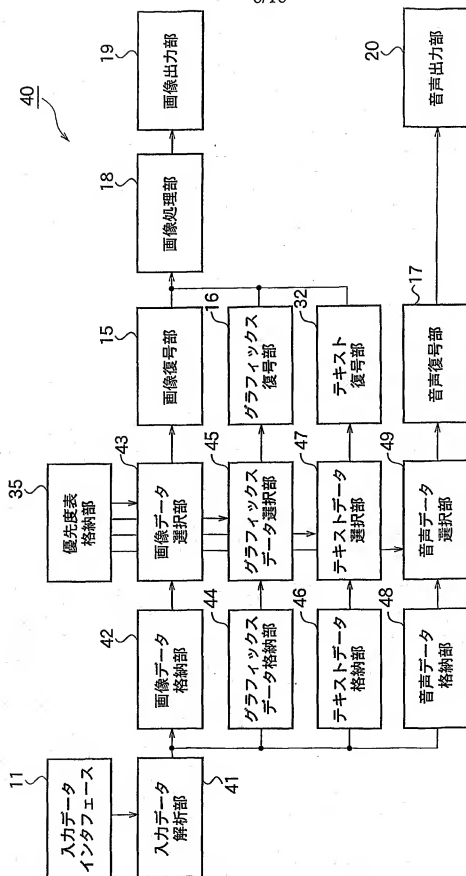 40
11
入力データ
インタフェース
入力データ
解析部
41
42
画像データ
格納部
44
グラフィックス
データ格納部
46
テキストデータ
格納部
48
音声データ
格納部
35
優先度表
格納部
43
画像データ
選択部
45
グラフィックス
データ選択部
47
テキストデータ
選択部
49
音声データ
選択部
15
画像復号部
16
グラフィックス
復号部
32
テキスト
復号部
17
音声復号部
18
画像処理部
19
画像出力部
20
音声出力部